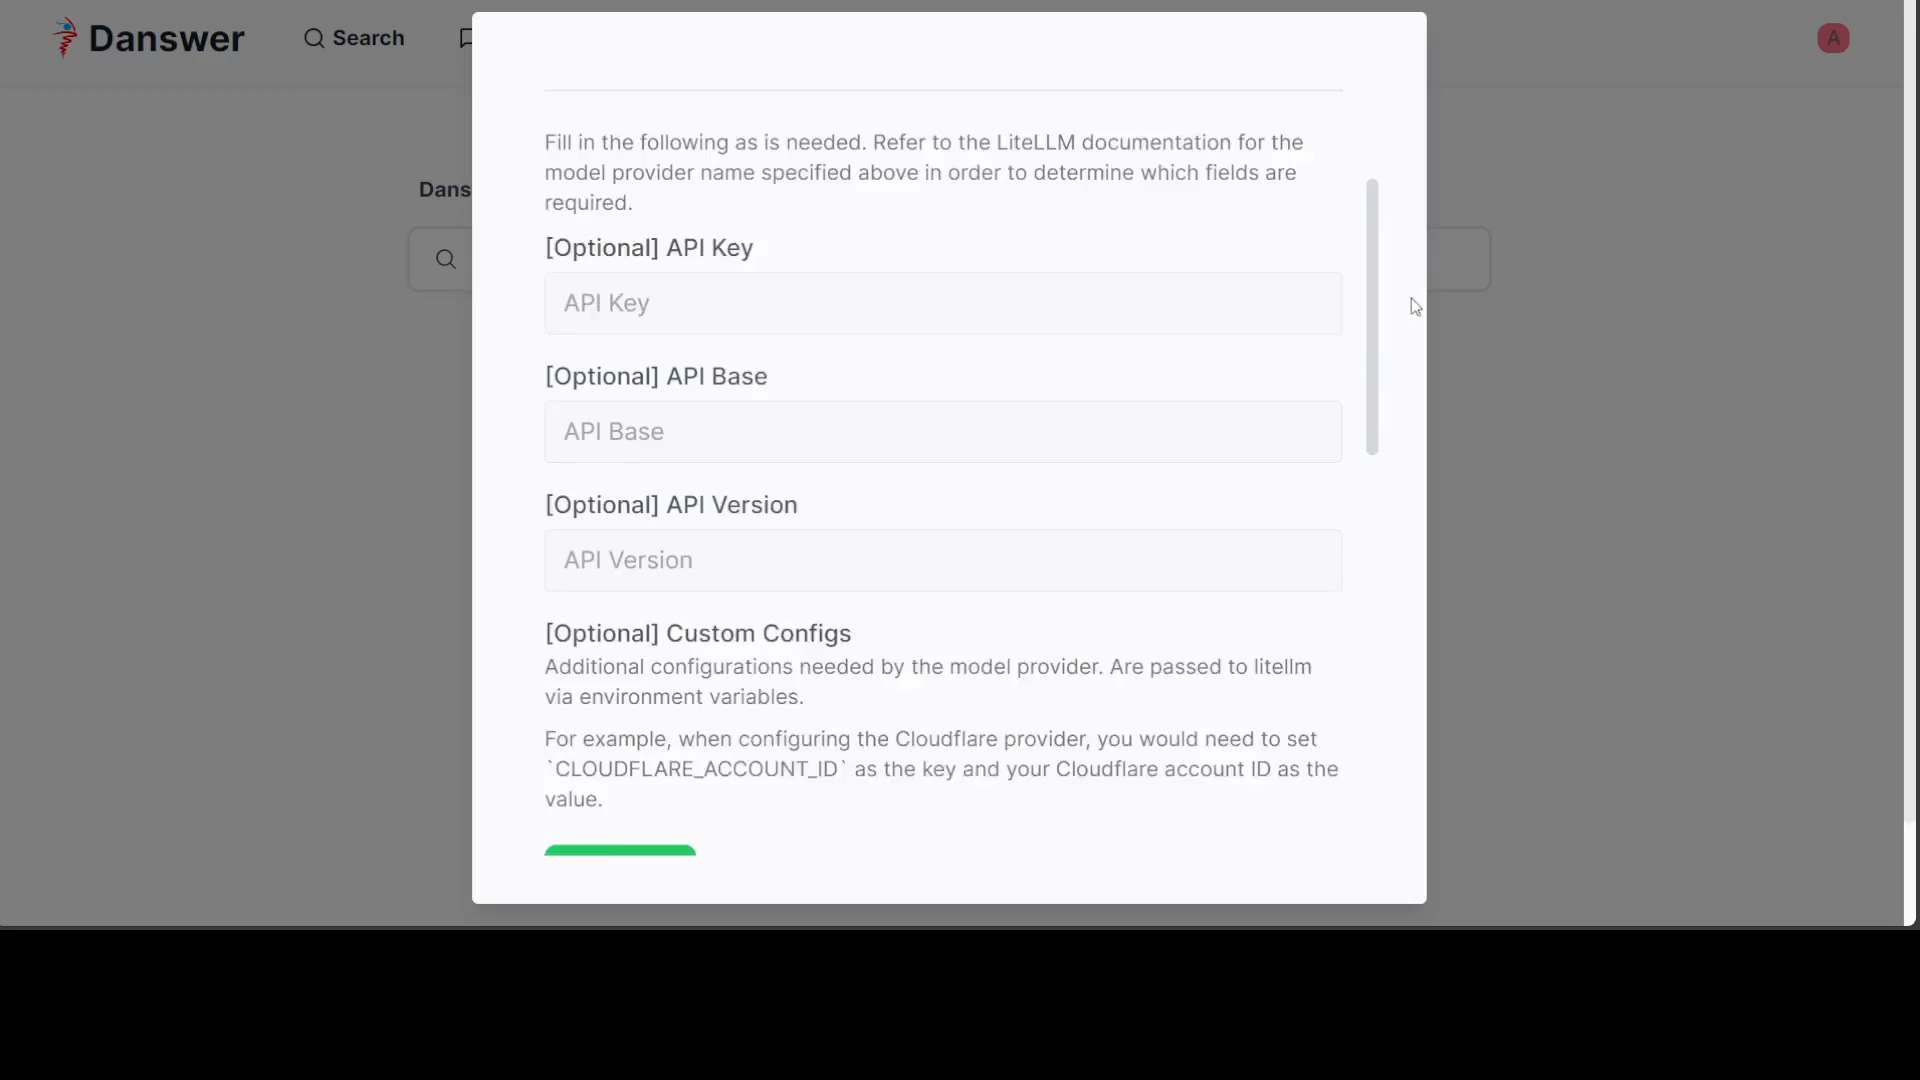 Danswer
Search
A
Dans
Fill in the following as is needed. Refer to the LiteLLM documentation for the
model provider name specified above in order to determine which fields are
required.
[Optional] API Key
API Key
[Optional] API Base
API Base
[Optional] API Version
API Version
[Optional] Custom Configs
Additional configurations needed by the model provider. Are passed to litellm
via environment variables.
For example, when configuring the Cloudflare provider, you would need to set
`CLOUDFLARE_ACCOUNT_ID` as the key and your Cloudflare account ID as the
value.